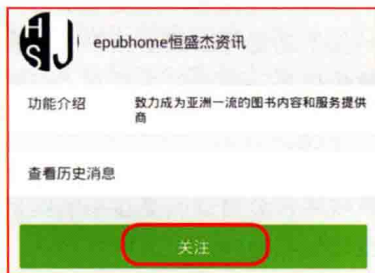 HSJ
epubhome恒盛杰资讯
功能介绍 致力成为亚洲一流的图书内容和服务提供
商
查看历史消息
关注